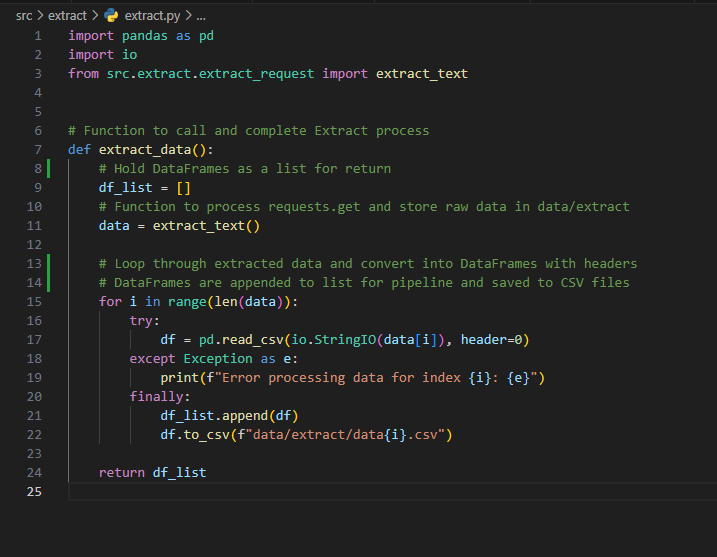 src > extract > extract.py > ...
1 import pandas as pd
2 import io
3 from src.extract.extract_request import extract_text
4
5
6 # Function to call and complete Extract process
7 def extract_data():
8     # Hold DataFrames as a list for return
9     df_list = []
10     # Function to process requests.get and store raw data in data/extract
11     data = extract_text()
12
13     # Loop through extracted data and convert into DataFrames with headers
14     # DataFrames are appended to list for pipeline and saved to CSV files
15     for i in range(len(data)):
16         try:
17             df = pd.read_csv(io.StringIO(data[i]), header=0)
18         except Exception as e:
19             print(f"Error processing data for index {i}: {e}")
20         finally:
21             df_list.append(df)
22             df.to_csv(f"data/extract/data{i}.csv")
23
24     return df_list
25